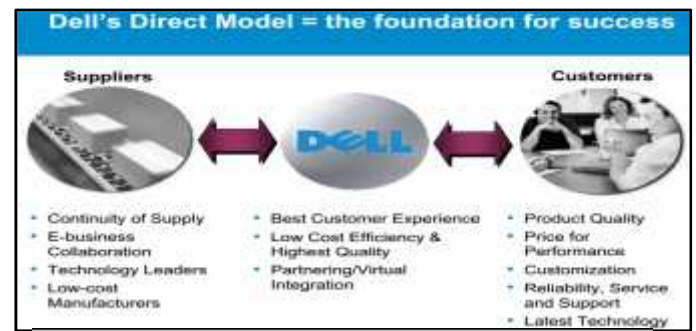 Dell's Direct Model = the foundation for success
Suppliers
DELL
Customers
• Continuity of Supply
• E-business
Collaboration
• Technology Leaders
• Low-cost
Manufacturers
• Best Customer Experience
• Low Cost Efficiency &
Highest Quality
• Partnering/Virtual
Integration
• Product Quality
• Price for
Performance
• Customization
• Reliability, Service
and Support
• Latest Technology